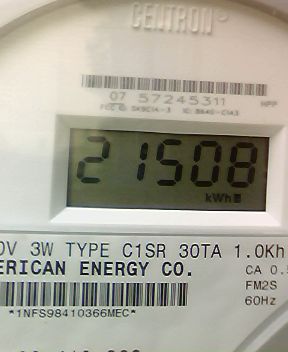 CENTRON
07 57245311 HPP
21508
kWh
0V 3W TYPE C1SR 30TA 1.0Kh
ERICAN ENERGY CO. CA 0.5
FM2S
*1NFS98410366MEC* 60Hz